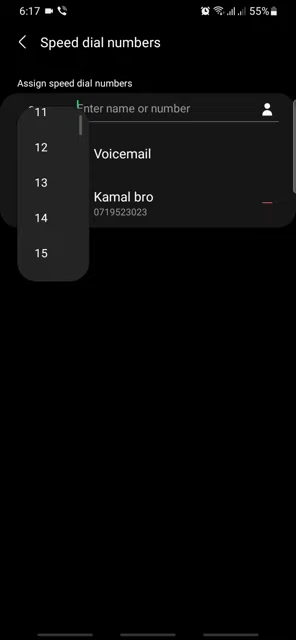 6:17
55%
Speed dial numbers
Assign speed dial numbers
11
Enter name or number
12
Voicemail
13
Kamal bro
0719523023
14
15